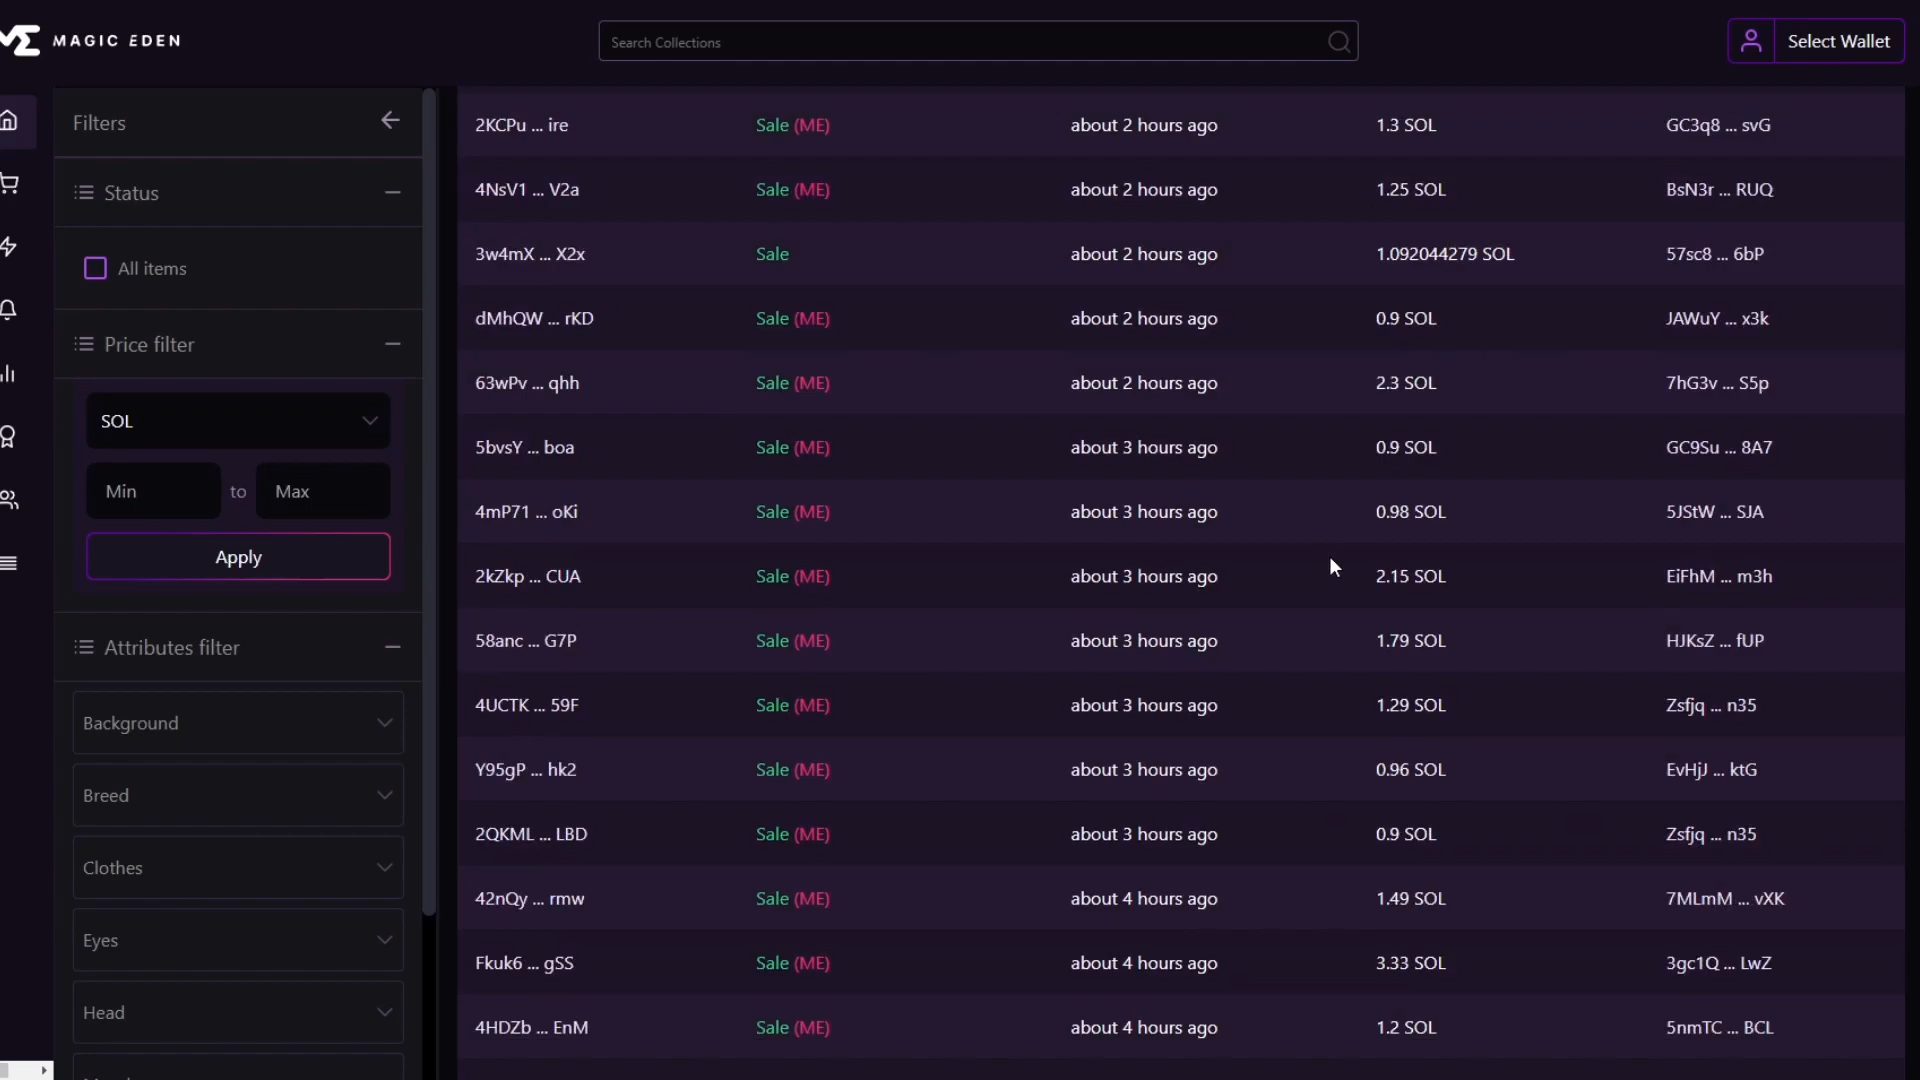 MAGIC EDEN
Search Collections
Select Wallet
Filters
Status
All items
Price filter
SOL
Min to Max
Apply
Attributes filter
Background
Breed
Clothes
Eyes
Head
2KCPu ... ire Sale (ME) about 2 hours ago 1.3 SOL GC3q8 ... svG
4NsV1 ... V2a Sale (ME) about 2 hours ago 1.25 SOL BsN3r ... RUQ
3w4mX ... X2x Sale about 2 hours ago 1.092044279 SOL 57sc8 ... 6bP
dMhQW ... rKD Sale (ME) about 2 hours ago 0.9 SOL JAWuY ... x3k
63wPv ... qhh Sale (ME) about 2 hours ago 2.3 SOL 7hG3v ... S5p
5bvsY ... boa Sale (ME) about 3 hours ago 0.9 SOL GC9Su ... 8A7
4mP71 ... oKi Sale (ME) about 3 hours ago 0.98 SOL 5JStW ... SJA
2kZkp ... CUA Sale (ME) about 3 hours ago 2.15 SOL EiFhM ... m3h
58anc ... G7P Sale (ME) about 3 hours ago 1.79 SOL HJKsZ ... fUP
4UCTK ... 59F Sale (ME) about 3 hours ago 1.29 SOL Zsfjq ... n35
Y95gP ... hk2 Sale (ME) about 3 hours ago 0.96 SOL EvHjJ ... ktG
2QKML ... LBD Sale (ME) about 3 hours ago 0.9 SOL Zsfjq ... n35
42nQy ... rmw Sale (ME) about 4 hours ago 1.49 SOL 7MLmM ... vXK
Fkuk6 ... gSS Sale (ME) about 4 hours ago 3.33 SOL 3gc1Q ... LwZ
4HDZb ... EnM Sale (ME) about 4 hours ago 1.2 SOL 5nmTC ... BCL